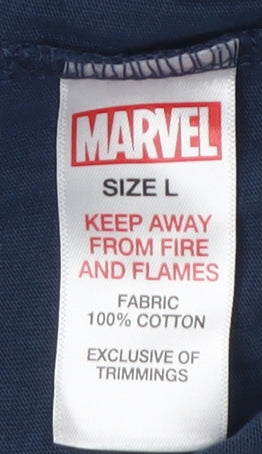 MARVEL
SIZE L
KEEP AWAY
FROM FIRE
AND FLAMES
FABRIC
100% COTTON
EXCLUSIVE OF
TRIMMINGS